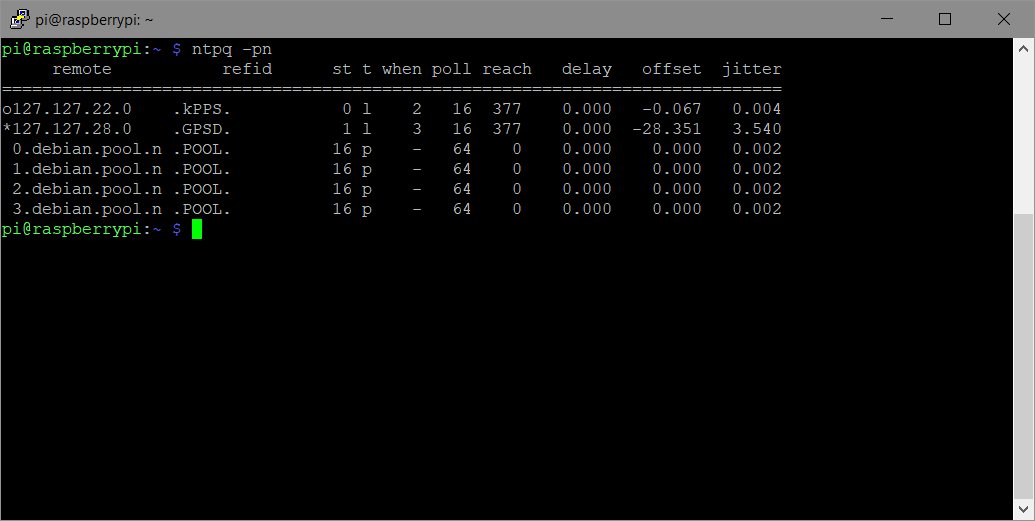 pi@raspberrypi: ~
pi@raspberrypi:~ $ ntpq -pn
     remote           refid      st t when poll reach   delay   offset  jitter
==============================================================================
o127.127.22.0    .kPPS.           0 l    2   16  377    0.000   -0.067   0.004
*127.127.28.0    .GPSD.           1 l    3   16  377    0.000  -28.351   3.540
 0.debian.pool.n .POOL.          16 p    -   64    0    0.000    0.000   0.002
 1.debian.pool.n .POOL.          16 p    -   64    0    0.000    0.000   0.002
 2.debian.pool.n .POOL.          16 p    -   64    0    0.000    0.000   0.002
 3.debian.pool.n .POOL.          16 p    -   64    0    0.000    0.000   0.002
pi@raspberrypi:~ $